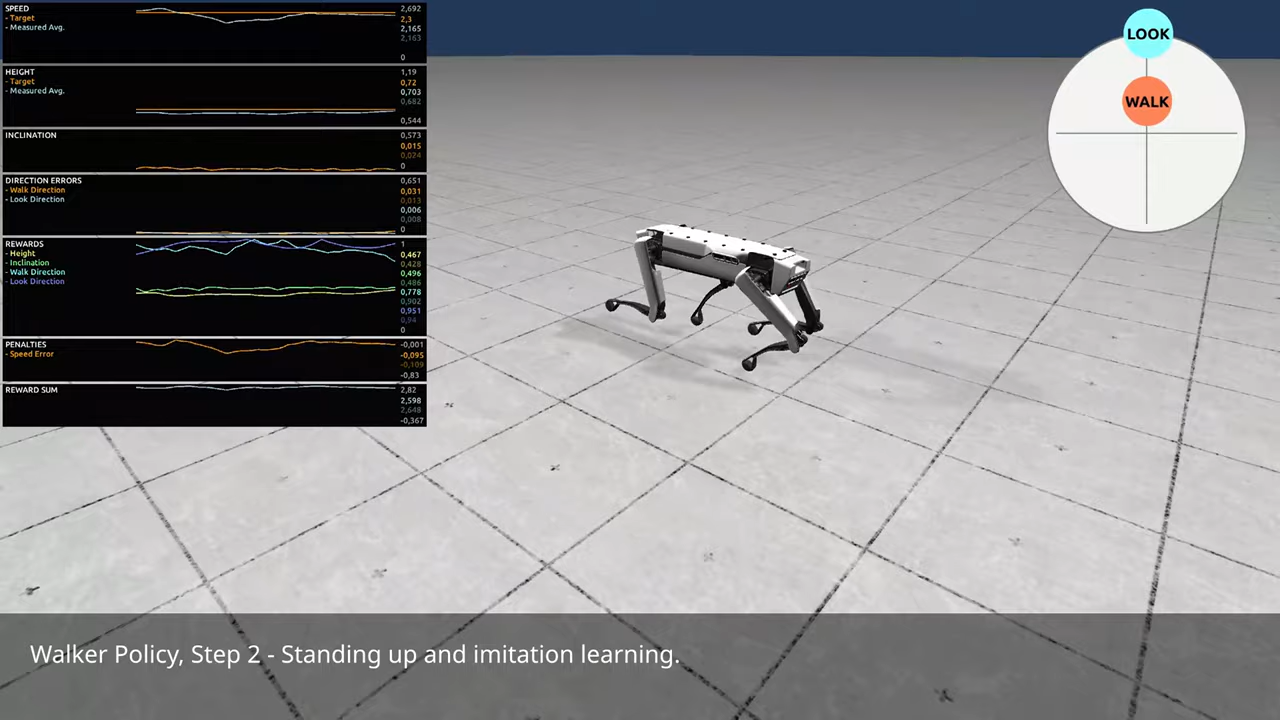 SPEED
- Target
- Measured Avg.
2,692
2,3
2,165
2,163
0
HEIGHT
- Target
- Measured Avg.
1,19
0,72
0,703
0,682
0,544
INCLINATION
0,573
0,015
0,024
0
DIRECTION ERRORS
- Walk Direction
- Look Direction
0,651
0,031
0,013
0,006
0,008
0
REWARDS
- Height
- Inclination
- Walk Direction
- Look Direction
1
0,467
0,428
0,496
0,486
0,778
0,902
0,951
0,94
0
PENALTIES
- Speed Error
-0,001
-0,095
-0,109
-0,83
REWARD SUM
2,82
2,598
2,648
-0,367
LOOK
WALK
Walker Policy, Step 2 - Standing up and imitation learning.